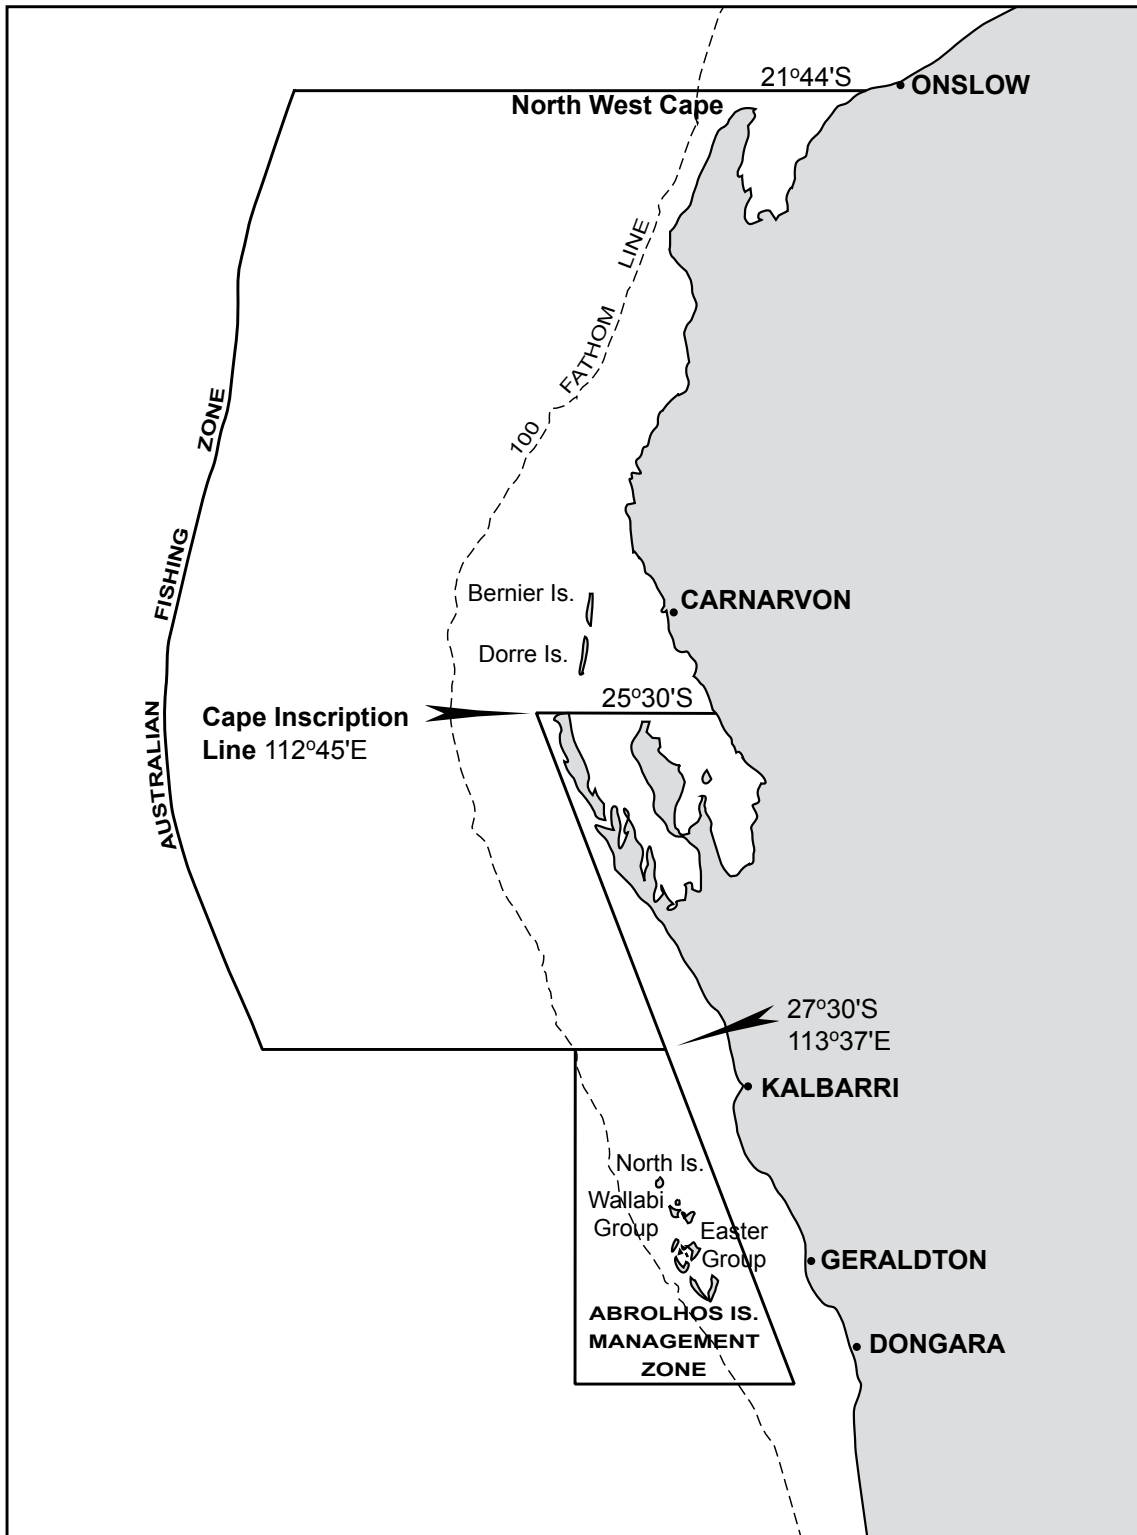 21º44'S
ONSLOW
North West Cape
100 FATHOM LINE
AUSTRALIAN FISHING ZONE
Bernier Is.
CARNARVON
Dorre Is.
25º30'S
Cape Inscription
Line 112º45'E
27º30'S
113º37'E
KALBARRI
North Is.
Wallabi
Group
Easter
Group
GERALDTON
ABROLHOS IS.
MANAGEMENT
ZONE
DONGARA